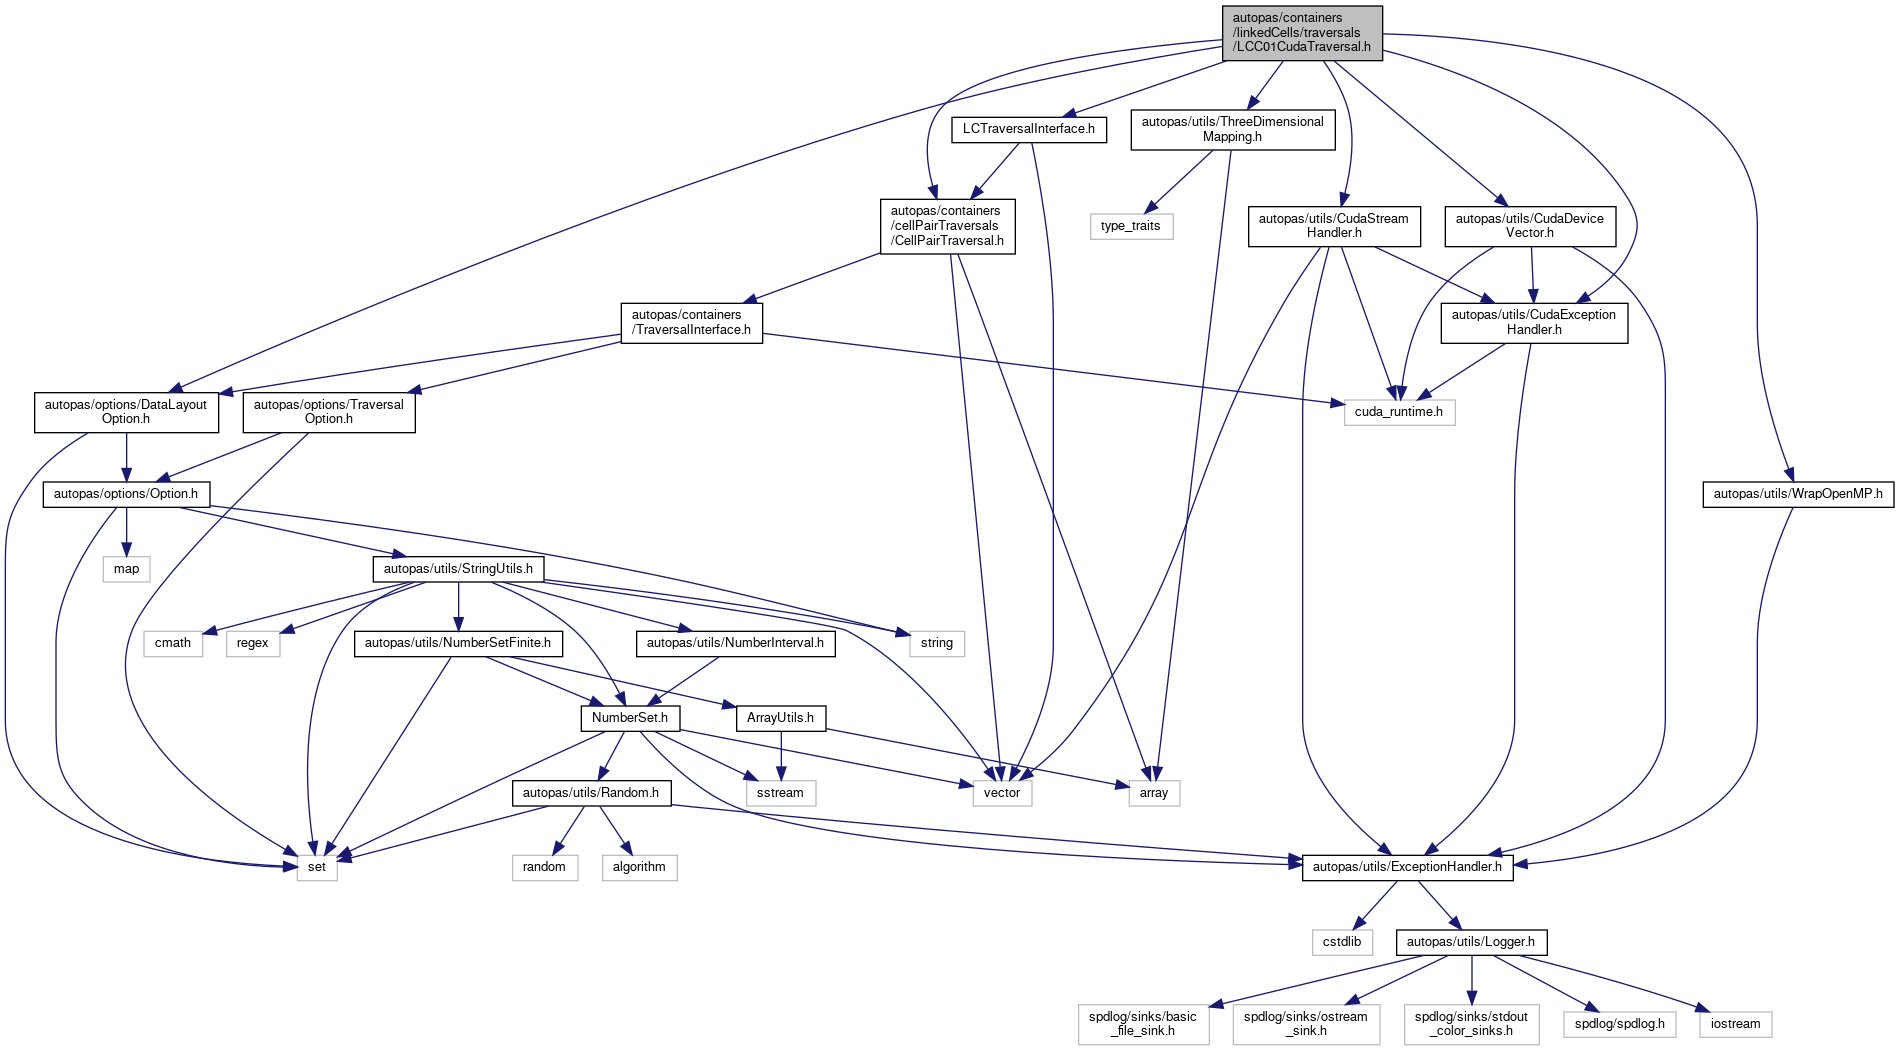 autopas/containers
/linkedCells/traversals
/LCC01CudaTraversal.h
LCTraversalInterface.h
autopas/utils/ThreeDimensional
Mapping.h
autopas/containers
/cellPairTraversals
/CellPairTraversal.h
type_traits
autopas/utils/CudaStream
Handler.h
autopas/utils/CudaDevice
Vector.h
autopas/containers
/TraversalInterface.h
autopas/utils/CudaException
Handler.h
autopas/options/DataLayout
Option.h
autopas/options/Traversal
Option.h
cuda_runtime.h
autopas/options/Option.h
autopas/utils/WrapOpenMP.h
map
autopas/utils/StringUtils.h
cmath
regex
autopas/utils/NumberSetFinite.h
autopas/utils/NumberInterval.h
string
NumberSet.h
ArrayUtils.h
autopas/utils/Random.h
sstream
vector
array
set
random
algorithm
autopas/utils/ExceptionHandler.h
cstdlib
autopas/utils/Logger.h
spdlog/sinks/basic
_file_sink.h
spdlog/sinks/ostream
_sink.h
spdlog/sinks/stdout
_color_sinks.h
spdlog/spdlog.h
iostream